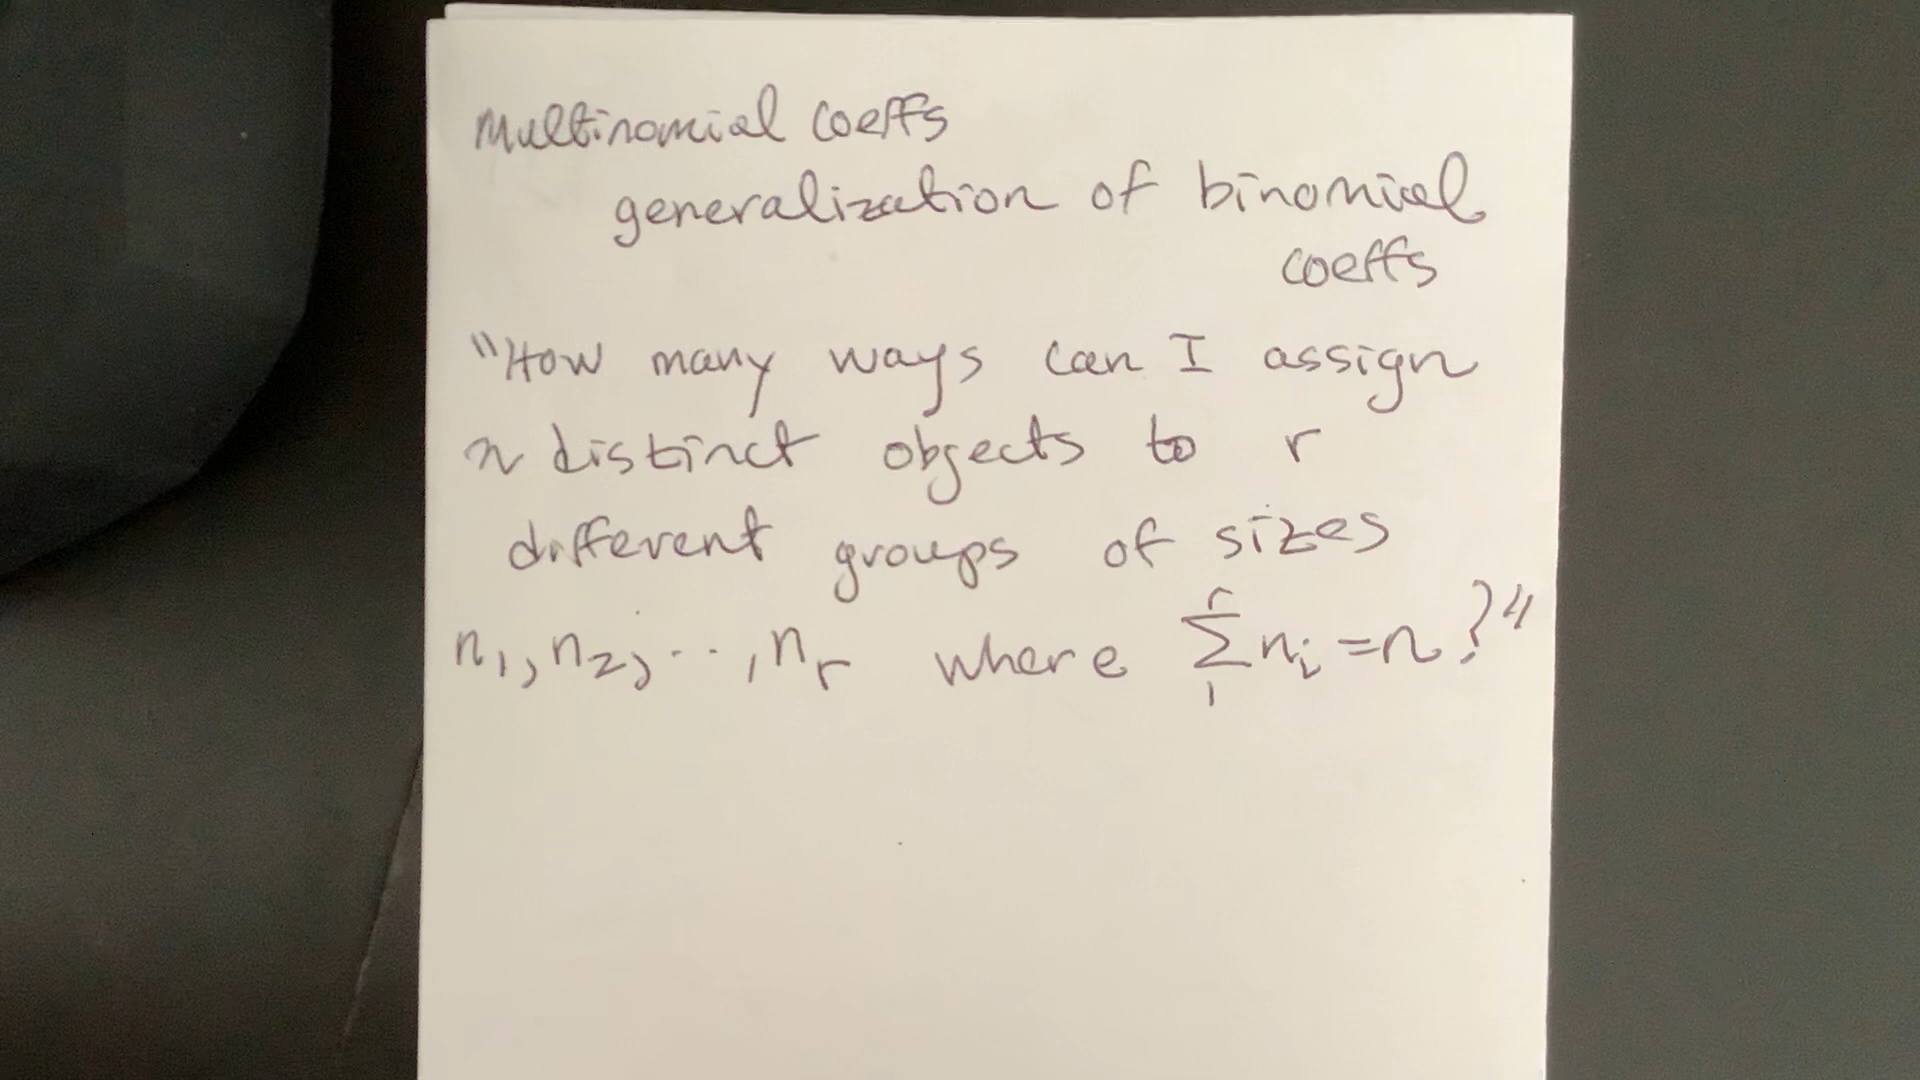 Multinomial coeffs
generalization of binomial
coeffs
"How many ways can I assign
n distinct objects to r
different groups of sizes
n₁, n₂, ..., nᵣ where ∑₁ʳ nᵢ = n?"